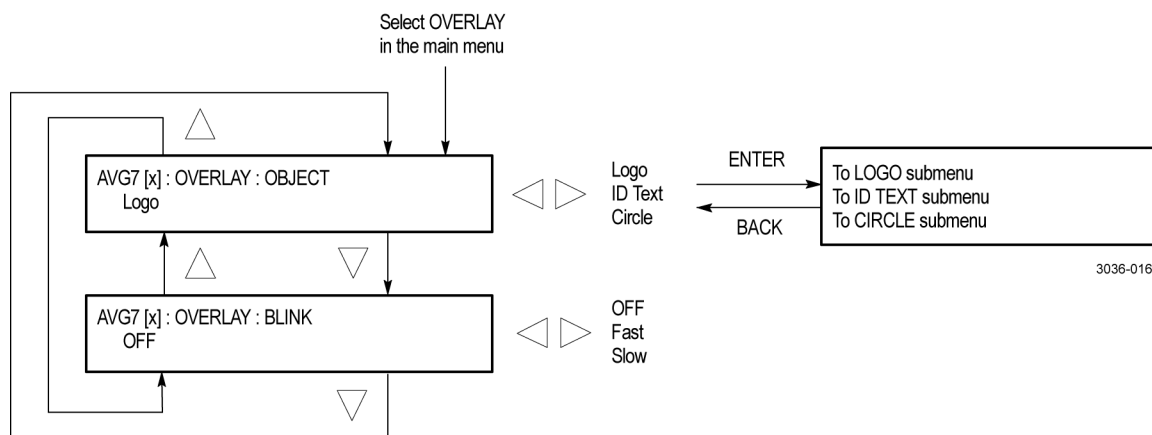 Select OVERLAY
in the main menu
AVG7 [x] : OVERLAY : OBJECT
Logo
Logo
ID Text
Circle
ENTER
BACK
To LOGO submenu
To ID TEXT submenu
To CIRCLE submenu
3036-016
AVG7 [x] : OVERLAY : BLINK
OFF
OFF
Fast
Slow